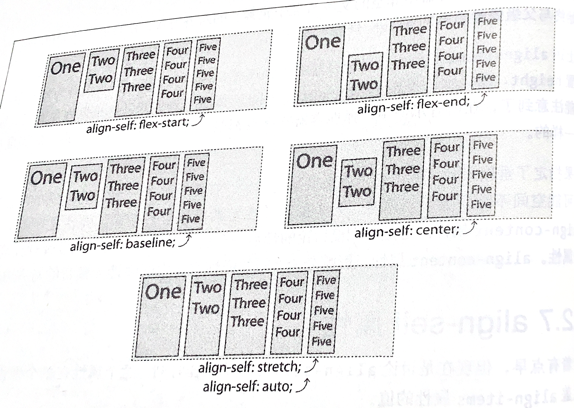 One
Two
Two
Three
Three
Three
Four
Four
Four
Four
Five
Five
Five
Five
Five
align-self: flex-start;
One
Two
Two
Three
Three
Three
Four
Four
Four
Four
Five
Five
Five
Five
Five
align-self: flex-end;
One
Two
Two
Three
Three
Three
Four
Four
Four
Four
Five
Five
Five
Five
Five
align-self: baseline;
One
Two
Two
Three
Three
Three
Four
Four
Four
Four
Five
Five
Five
Five
Five
align-self: center;
One
Two
Two
Three
Three
Three
Four
Four
Four
Four
Five
Five
Five
Five
Five
align-self: stretch;
align-self: auto;